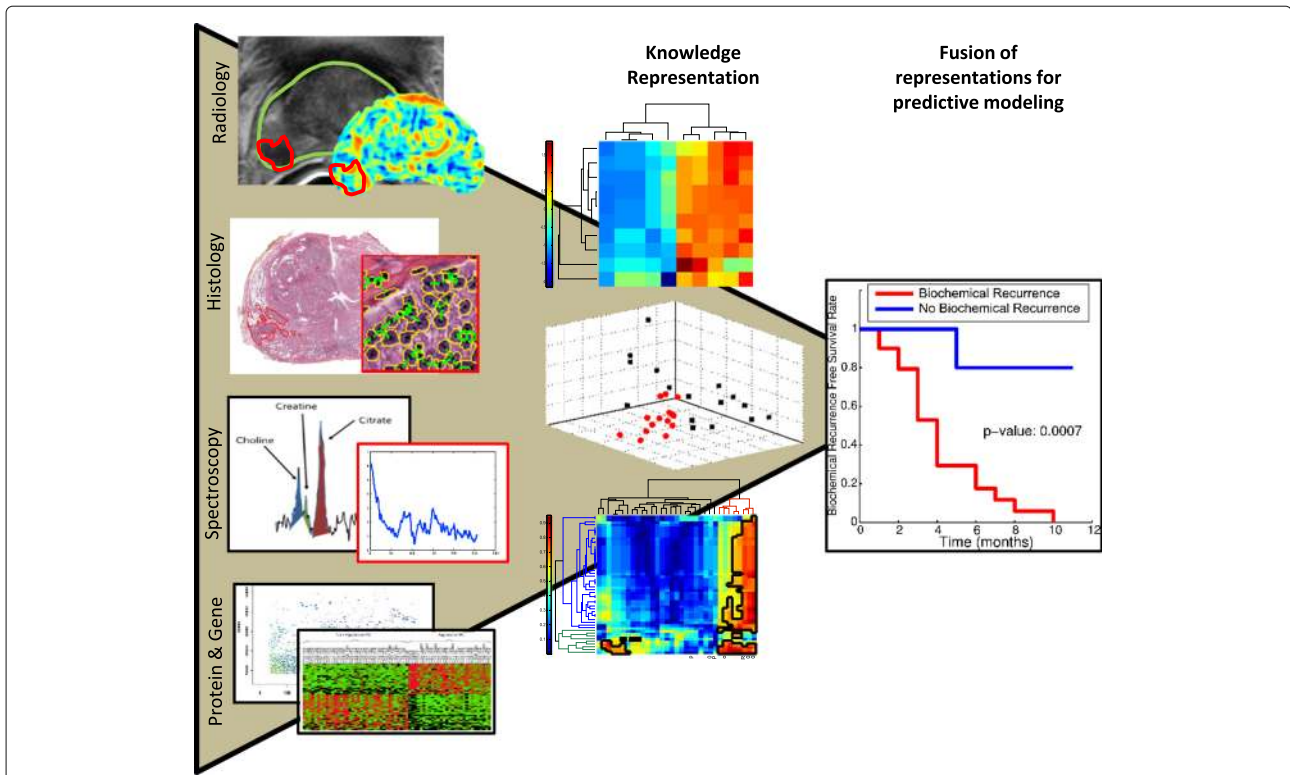 Radiology
Histology
Spectroscopy
Protein & Gene
Choline
Creatine
Citrate
Knowledge
Representation
Fusion of
representations for
predictive modeling
Biochemical Recurrence
No Biochemical Recurrence
Biochemical Recurrence Free Survival Rate
1
0.8
0.6
0.4
0.2
0
p-value: 0.0007
0 2 4 6 8 10 12
Time (months)